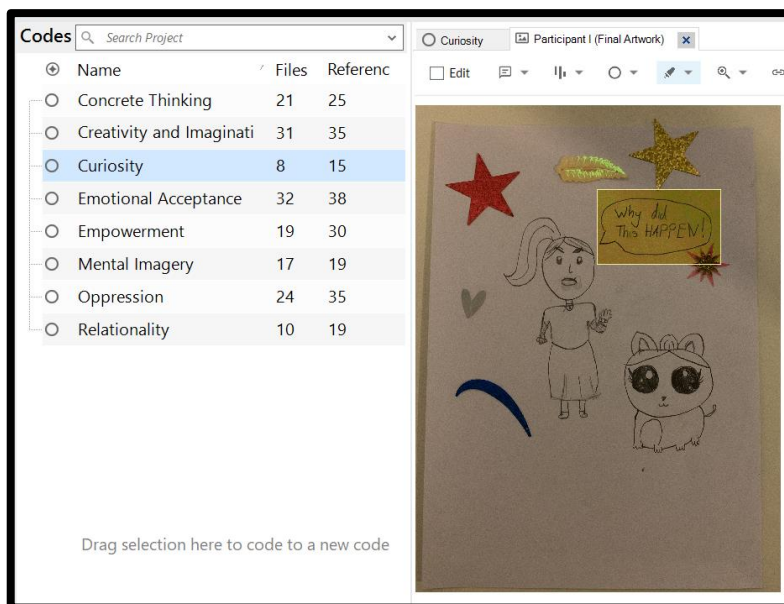 Codes
Search Project
Name Files Referenc
Concrete Thinking 21 25
Creativity and Imaginati 31 35
Curiosity 8 15
Emotional Acceptance 32 38
Empowerment 19 30
Mental Imagery 17 19
Oppression 24 35
Relationality 10 19
Drag selection here to code to a new code
Curiosity
Participant I (Final Artwork)
Edit
Why did
This HAPPEN!